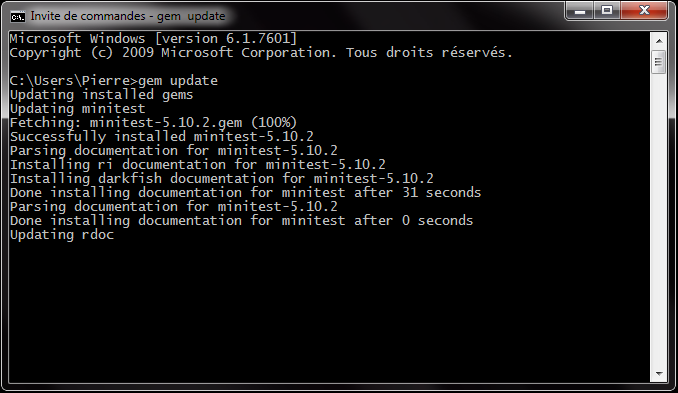 Invite de commandes - gem  update
Microsoft Windows [version 6.1.7601]
Copyright (c) 2009 Microsoft Corporation. Tous droits réservés.
C:\Users\Pierre>gem update
Updating installed gems
Updating minitest
Fetching: minitest-5.10.2.gem (100%)
Successfully installed minitest-5.10.2
Parsing documentation for minitest-5.10.2
Installing ri documentation for minitest-5.10.2
Installing darkfish documentation for minitest-5.10.2
Done installing documentation for minitest after 31 seconds
Parsing documentation for minitest-5.10.2
Done installing documentation for minitest after 0 seconds
Updating rdoc